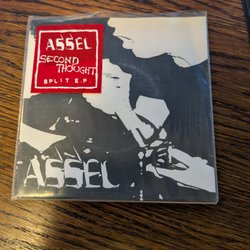 ASSEL
SECOND
THOUGHT
SPLIT E.P.
ASSEL